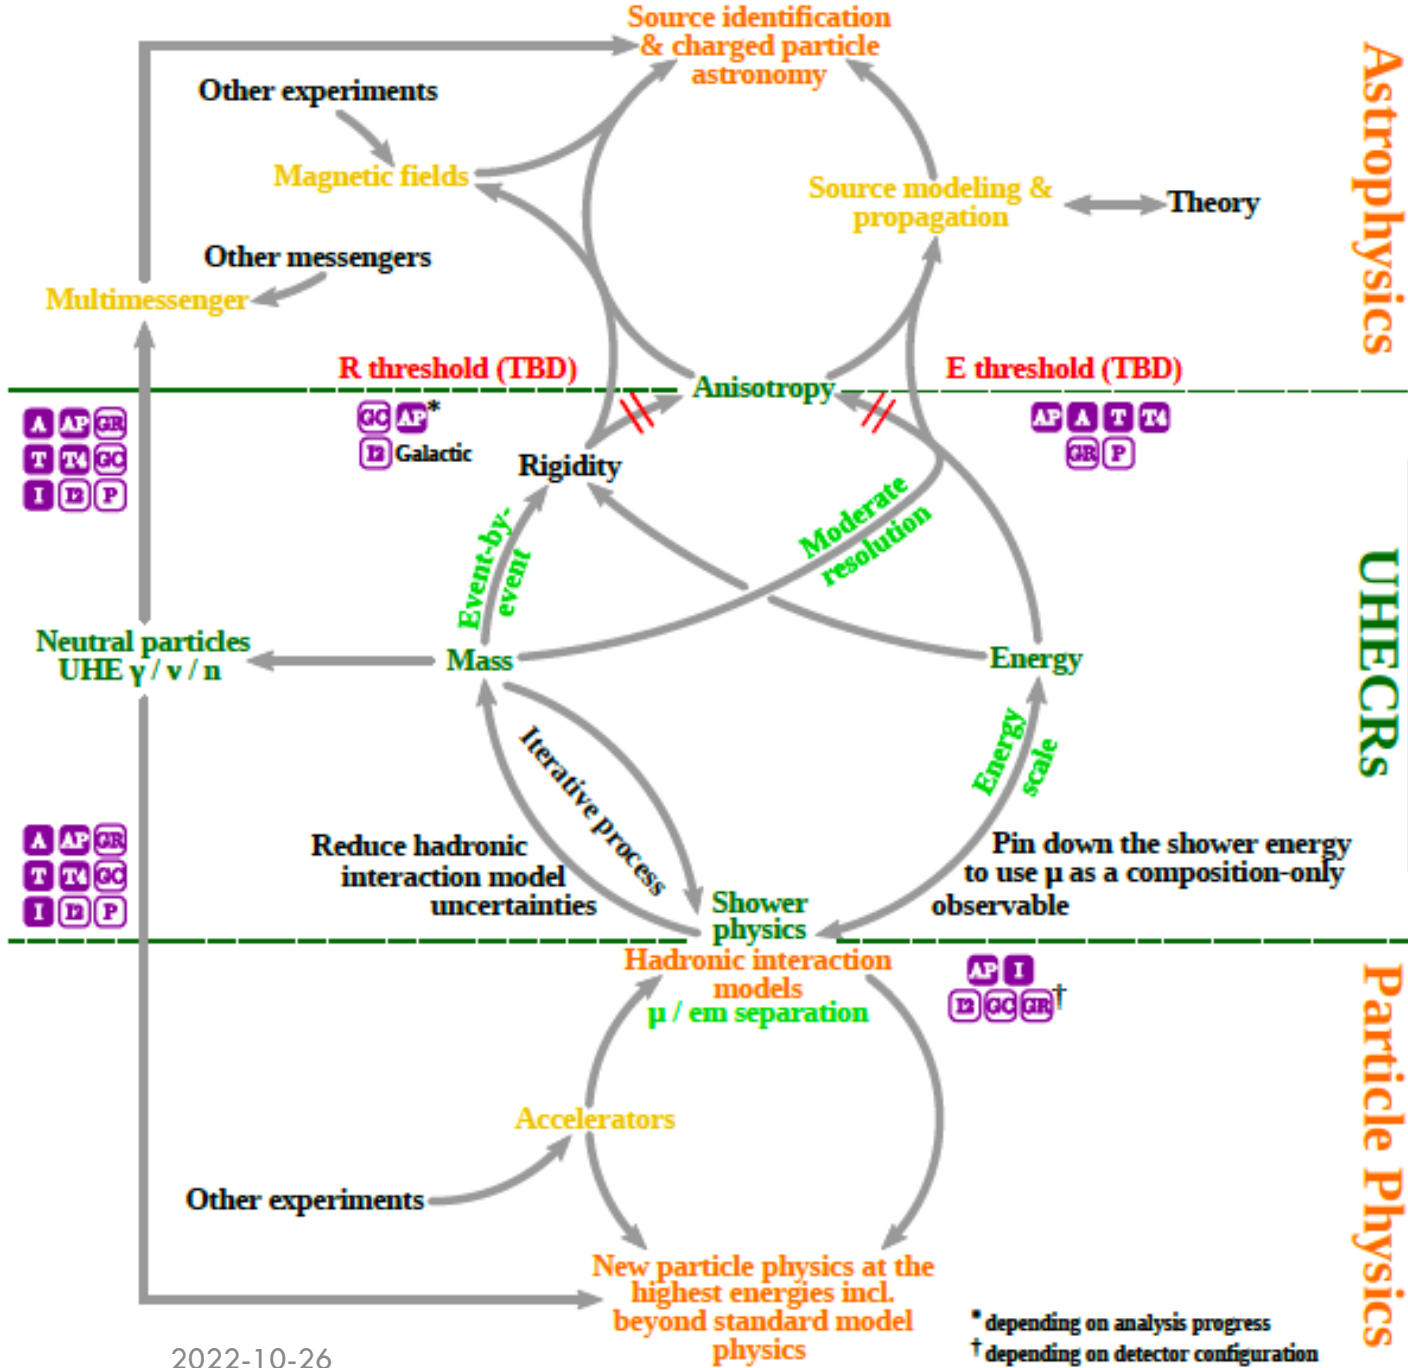 Source identification
& charged particle
astronomy
Other experiments
Magnetic fields
Source modeling &
propagation
Theory
Other messengers
Multimessenger
Astrophysics
R threshold (TBD)
E threshold (TBD)
Anisotropy
A AP GR
T T4 GC
I I2 P
GC AP*
I2 Galactic
AP A T T4
GR P
Rigidity
Event-by-
event
Moderate
resolution
UHECRs
Neutral particles
UHE γ / ν / n
Mass
Energy
Iterative process
Energy
scale
A AP GR
T T4 GC
I I2 P
Reduce hadronic
interaction model
uncertainties
Pin down the shower energy
to use μ as a composition-only
observable
Shower
physics
Hadronic interaction
models
μ / em separation
AP I
I2 GC GR†
Accelerators
Other experiments
Particle Physics
New particle physics at the
highest energies incl.
beyond standard model
physics
* depending on analysis progress
† depending on detector configuration
2022-10-26